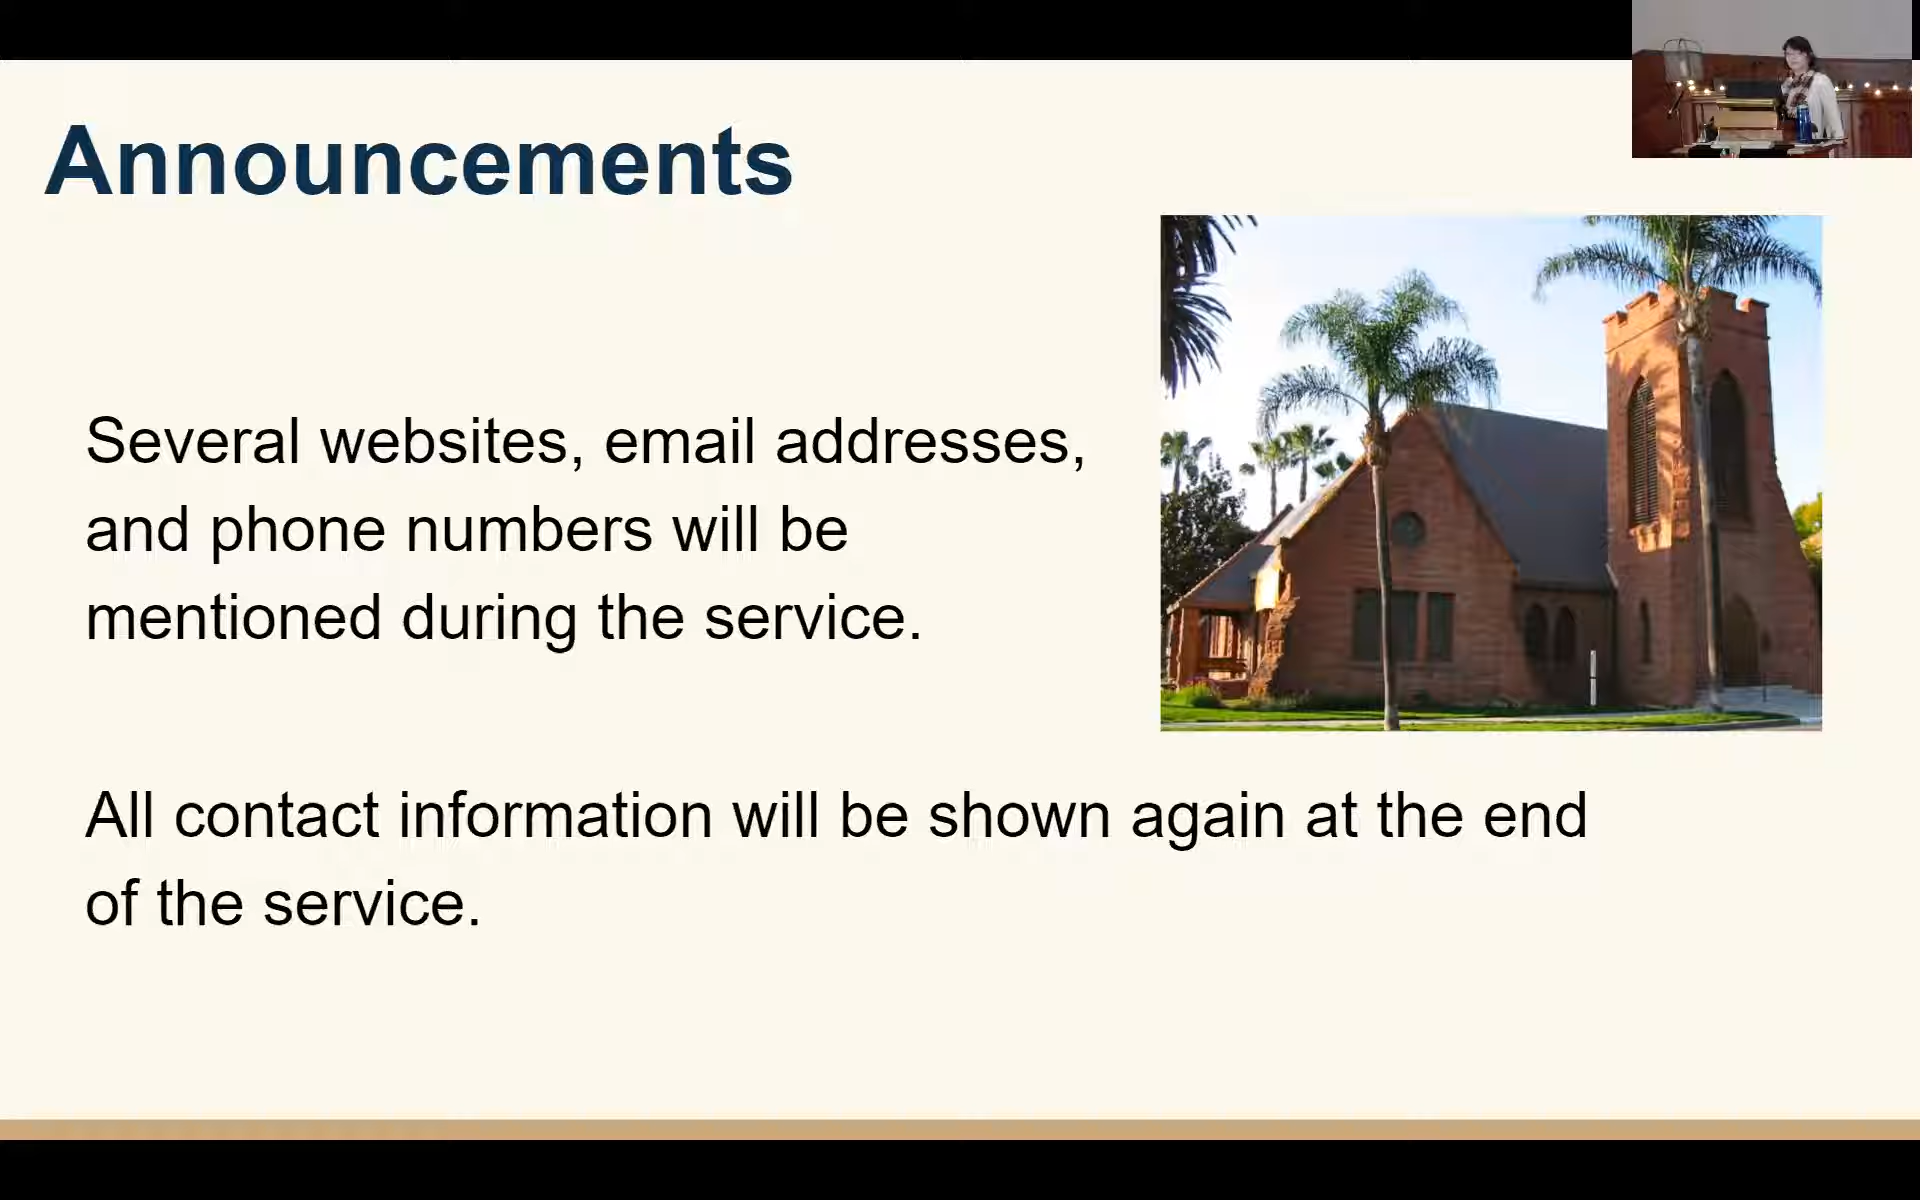 Announcements
Several websites, email addresses,
and phone numbers will be
mentioned during the service.
All contact information will be shown again at the end
of the service.